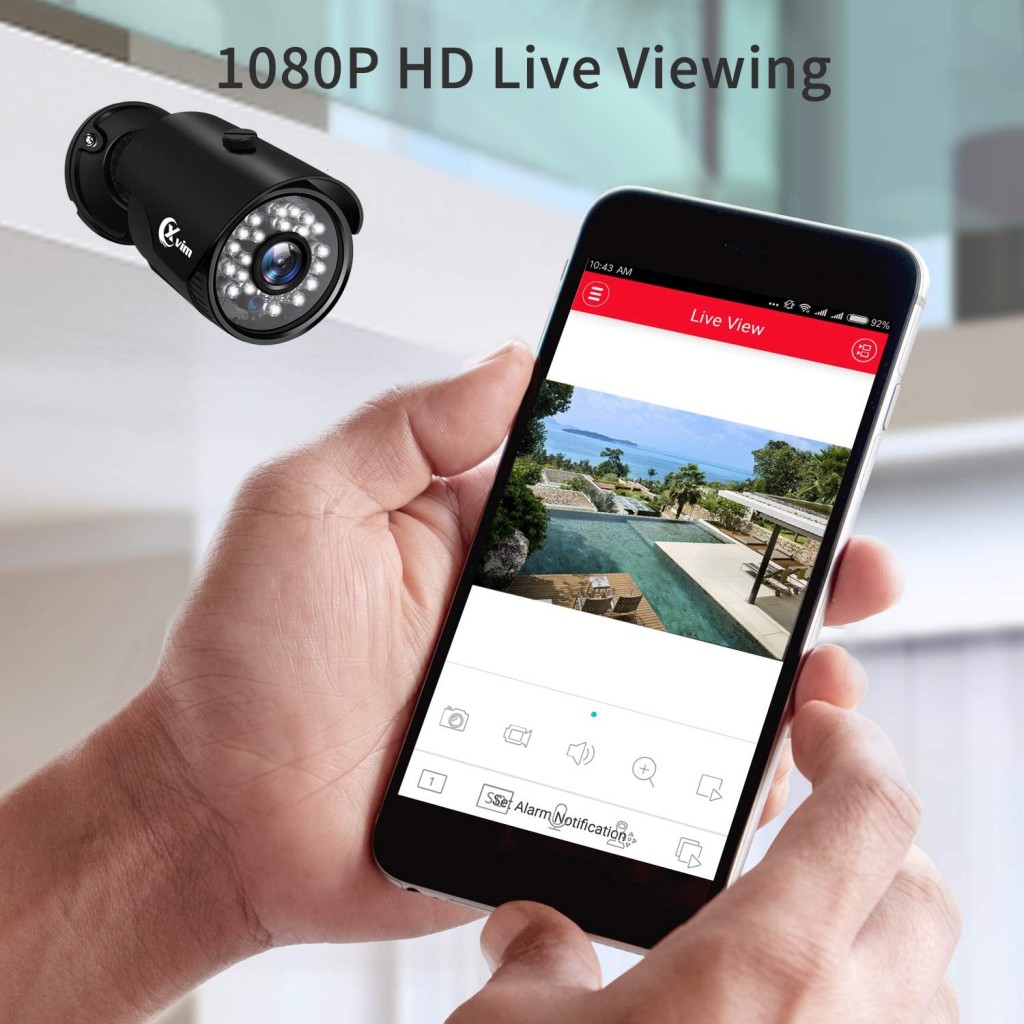 1080P HD Live Viewing
Xvim
10:43 AM
92%
Live View
1
Set Alarm Notification